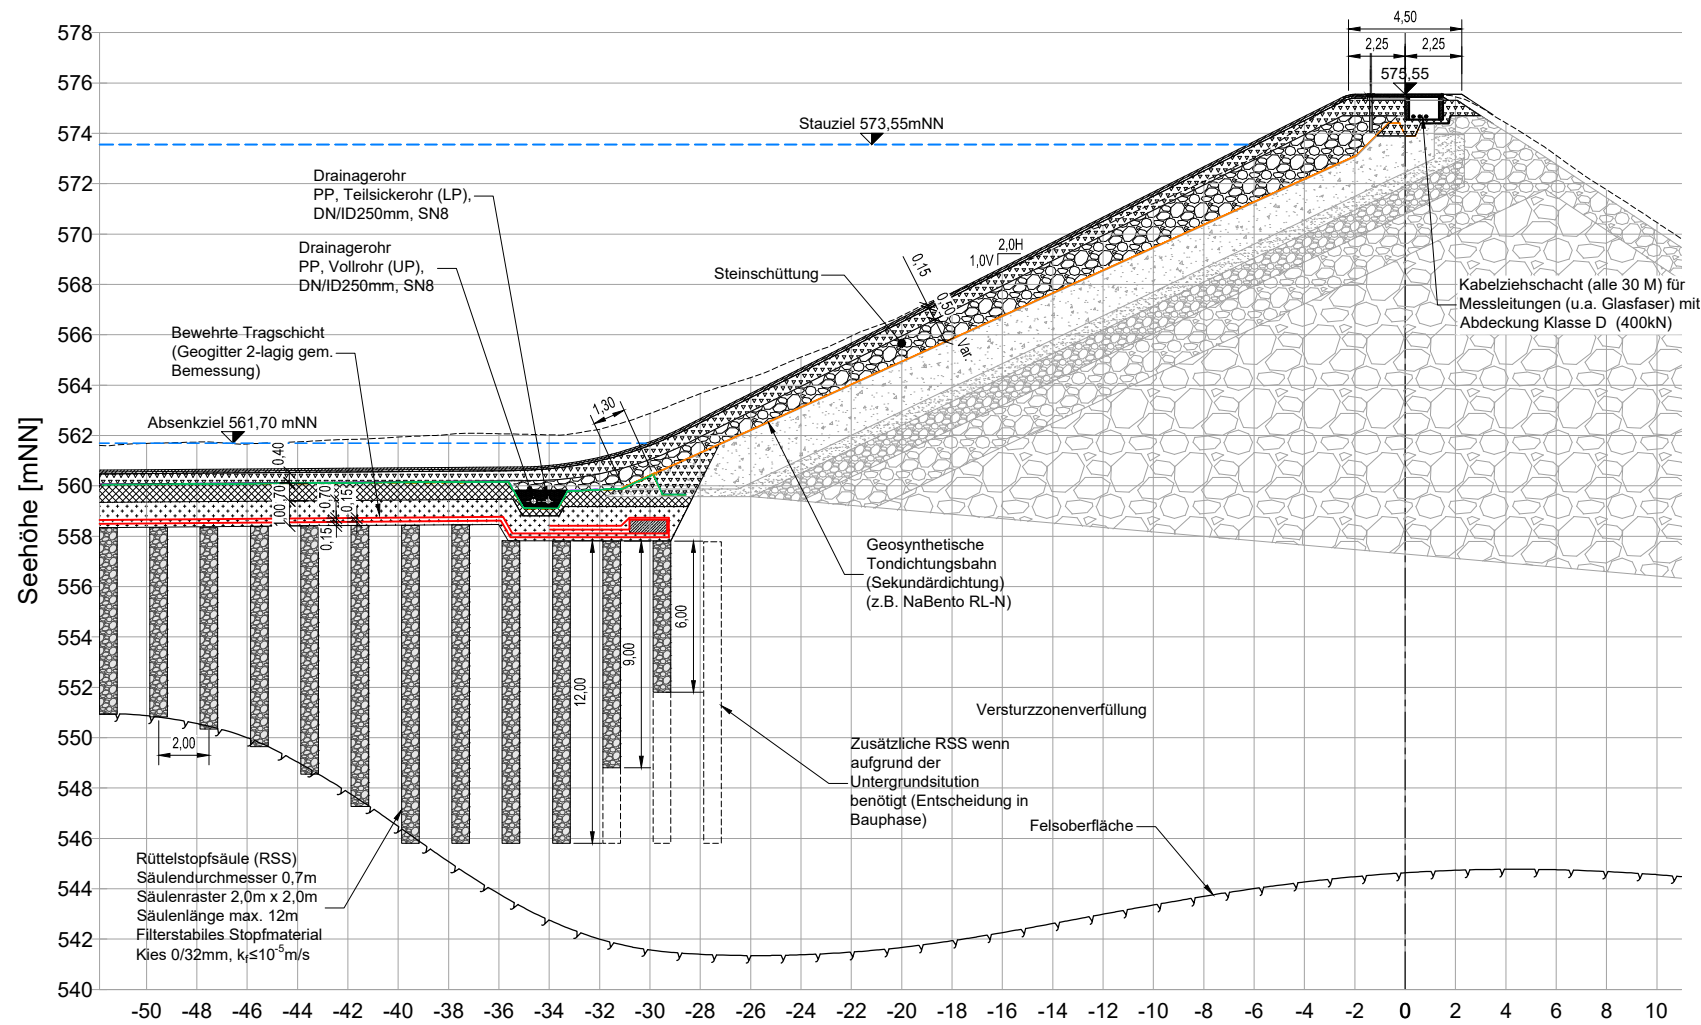 4,50
2,25
2,25
575,55
578
576
574
572
570
568
566
564
562
560
558
556
554
552
550
548
546
544
542
540
Seehöhe [mNN]
Stauziel 573,55mNN
Drainagerohr
PP, Teilsickerohr (LP),
DN/ID250mm, SN8
Drainagerohr
PP, Vollrohr (UP),
DN/ID250mm, SN8
Steinschüttung
2,0H
1,0V
0,15
0,50
Var
Kabelziehschacht (alle 30 M) für
Messleitungen (u.a. Glasfaser) mit
Abdeckung Klasse D (400kN)
Bewehrte Tragschicht
(Geogitter 2-lagig gem.
Bemessung)
1,30
Absenkziel 561,70 mNN
0,40
0,70
1,00
0,70
0,15
0,15
Geosynthetische
Tondichtungsbahn
(Sekundärdichtung)
(z.B. NaBento RL-N)
6,00
9,00
12,00
2,00
Versturzzonenverfüllung
Zusätzliche RSS wenn
aufgrund der
Untergrundsitution
benötigt (Entscheidung in
Bauphase)
Felsoberfläche
Rüttelstopfsäule (RSS)
Säulendurchmesser 0,7m
Säulenraster 2,0m x 2,0m
Säulenlänge max. 12m
Filterstabiles Stopfmaterial
Kies 0/32mm, kf≤10⁻⁵m/s
-50 -48 -46 -44 -42 -40 -38 -36 -34 -32 -30 -28 -26 -24 -22 -20 -18 -16 -14 -12 -10 -8 -6 -4 -2 0 2 4 6 8 10